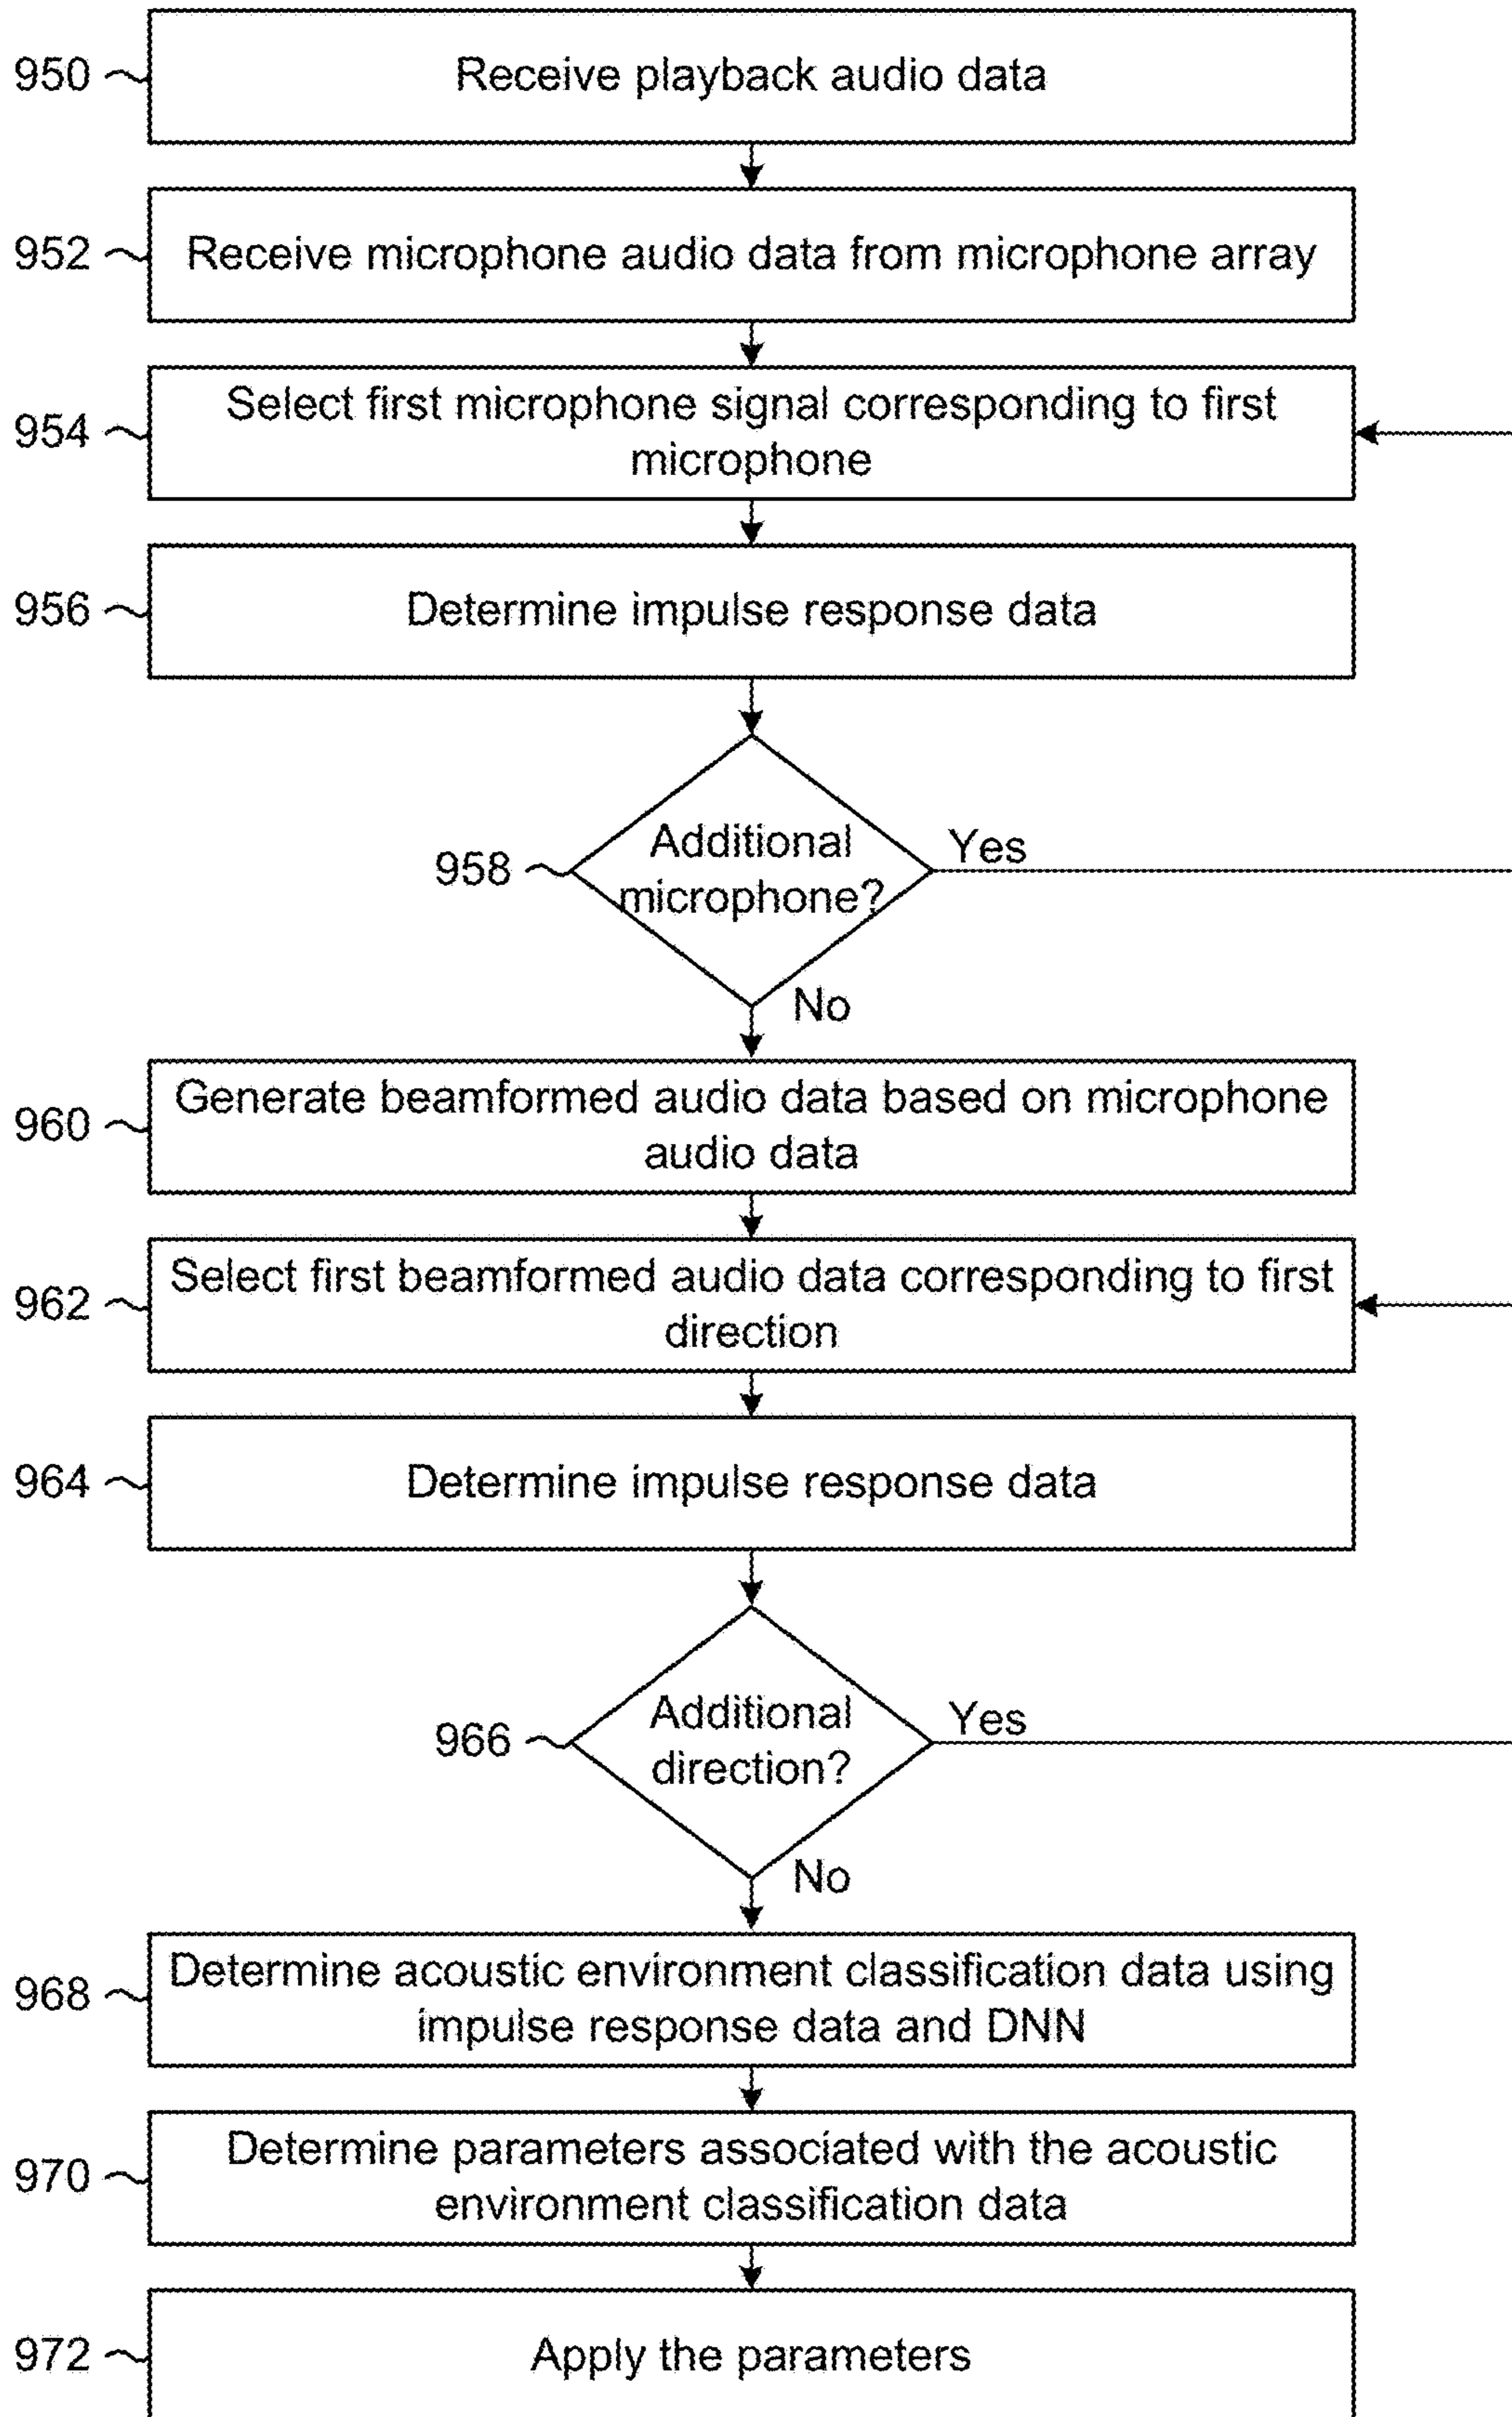 950
Receive playback audio data
952
Receive microphone audio data from microphone array
954
Select first microphone signal corresponding to first
microphone
956
Determine impulse response data
958
Additional
microphone?
Yes
No
960
Generate beamformed audio data based on microphone
audio data
962
Select first beamformed audio data corresponding to first
direction
964
Determine impulse response data
966
Additional
direction?
Yes
No
968
Determine acoustic environment classification data using
impulse response data and DNN
970
Determine parameters associated with the acoustic
environment classification data
972
Apply the parameters